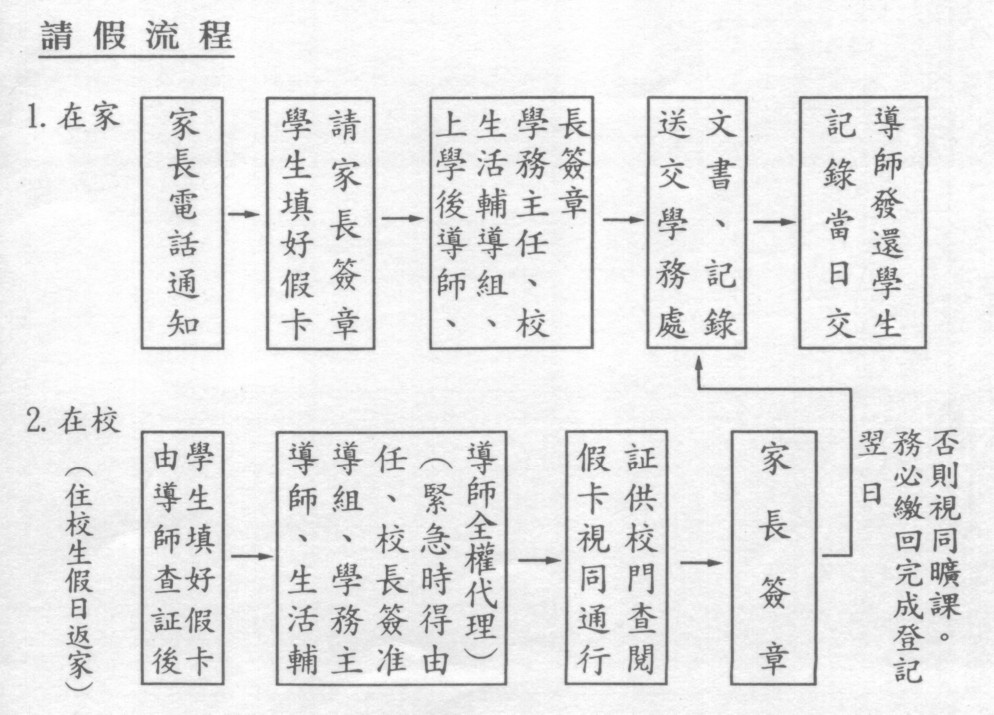 請假流程
1. 在家
家長電話通知
學生填好假卡
請家長簽章
上學後導師、
生活輔導組、
學務主任、校
長簽章
送交學務處
文書、記錄
記錄當日交
導師發還學生
2. 在校
（住校生假日返家）
由導師查証後
學生填好假卡
導師、生活輔
導組、學務主
任、校長簽准
（緊急時得由
導師全權代理）
假卡視同通行
証供校門查閱
家長簽章
翌日
務必繳回完成登記
否則視同曠課。